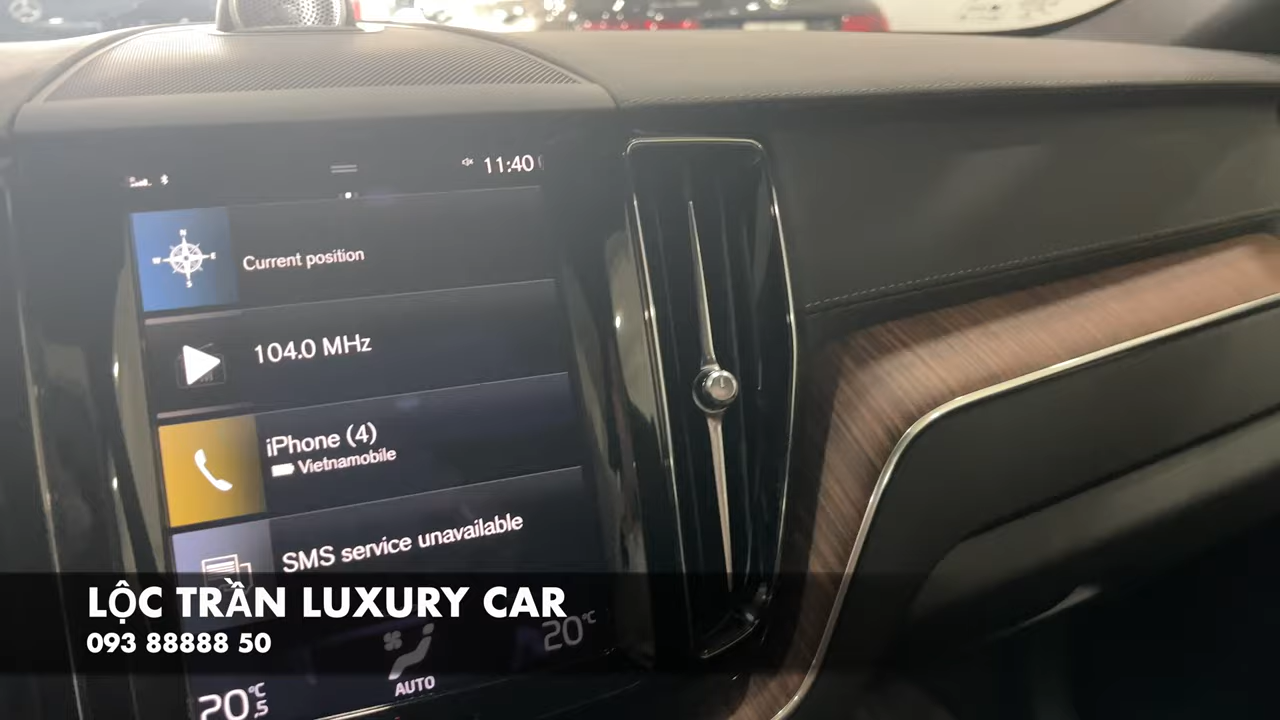 11:40
N
W E
S
Current position
104.0 MHz
iPhone (4)
Vietnamobile
SMS service unavailable
LỘC TRẦN LUXURY CAR
093 88888 50
20°C
AUTO
20.5°C